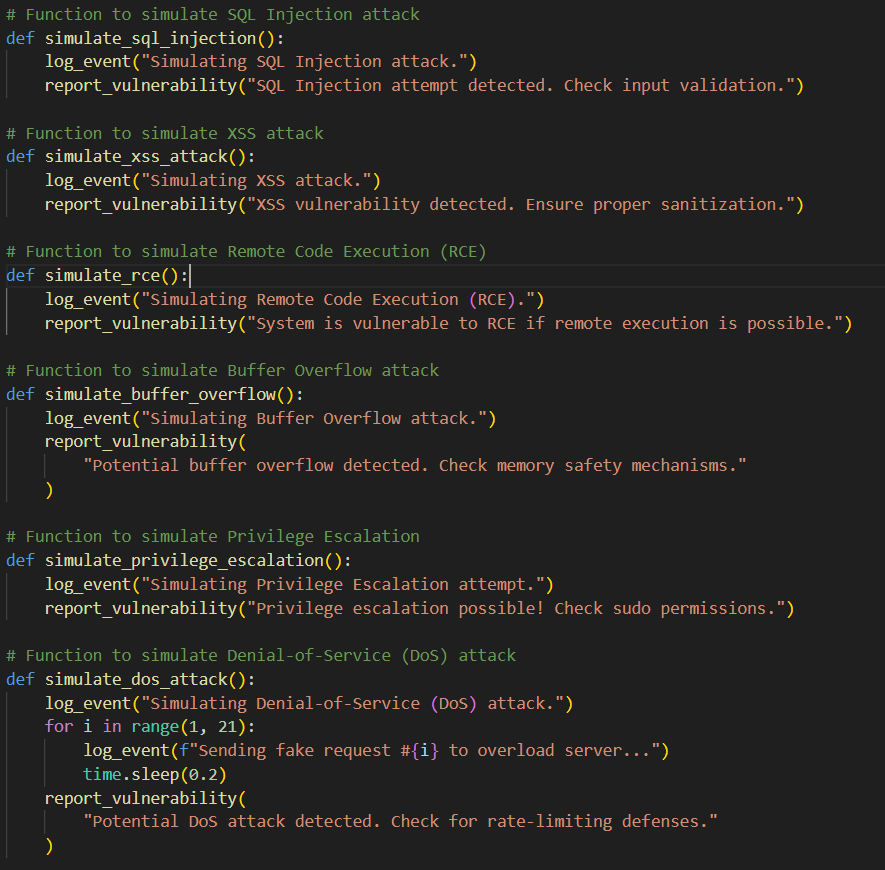 # Function to simulate SQL Injection attack
def simulate_sql_injection():
    log_event("Simulating SQL Injection attack.")
    report_vulnerability("SQL Injection attempt detected. Check input validation.")

# Function to simulate XSS attack
def simulate_xss_attack():
    log_event("Simulating XSS attack.")
    report_vulnerability("XSS vulnerability detected. Ensure proper sanitization.")

# Function to simulate Remote Code Execution (RCE)
def simulate_rce():
    log_event("Simulating Remote Code Execution (RCE).")
    report_vulnerability("System is vulnerable to RCE if remote execution is possible.")

# Function to simulate Buffer Overflow attack
def simulate_buffer_overflow():
    log_event("Simulating Buffer Overflow attack.")
    report_vulnerability(
        "Potential buffer overflow detected. Check memory safety mechanisms."
    )

# Function to simulate Privilege Escalation
def simulate_privilege_escalation():
    log_event("Simulating Privilege Escalation attempt.")
    report_vulnerability("Privilege escalation possible! Check sudo permissions.")

# Function to simulate Denial-of-Service (DoS) attack
def simulate_dos_attack():
    log_event("Simulating Denial-of-Service (DoS) attack.")
    for i in range(1, 21):
        log_event(f"Sending fake request #{i} to overload server...")
        time.sleep(0.2)
    report_vulnerability(
        "Potential DoS attack detected. Check for rate-limiting defenses."
    )